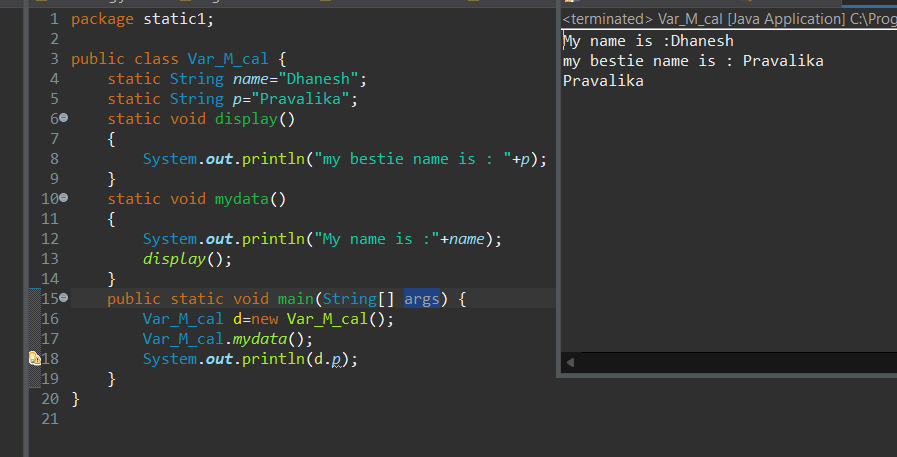 1 package static1;
2
3 public class Var_M_cal {
4 static String name="Dhanesh";
5 static String p="Pravalika";
6 static void display()
7 {
8 System.out.println("my bestie name is : "+p);
9 }
10 static void mydata()
11 {
12 System.out.println("My name is :"+name);
13 display();
14 }
15 public static void main(String[] args) {
16 Var_M_cal d=new Var_M_cal();
17 Var_M_cal.mydata();
18 System.out.println(d.p);
19 }
20 }
21
<terminated> Var_M_cal [Java Application] C:\Prog
My name is :Dhanesh
my bestie name is : Pravalika
Pravalika